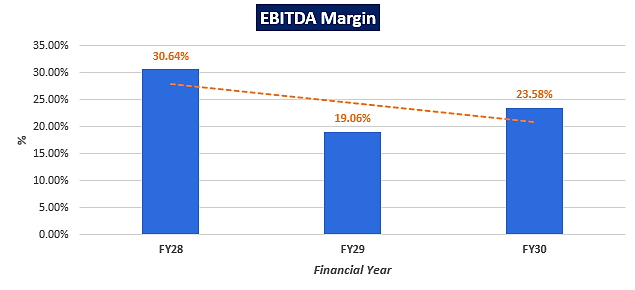 EBITDA Margin
35.00%
30.00%
25.00%
20.00%
15.00%
10.00%
5.00%
0.00%
%
30.64%
19.06%
23.58%
FY28
FY29
FY30
Financial Year